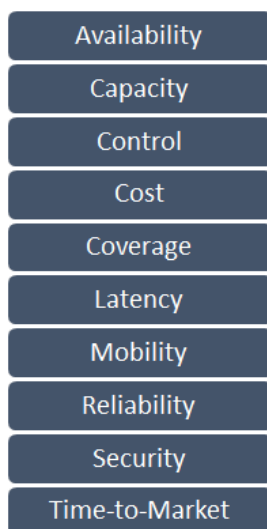 Availability
Capacity
Control
Cost
Coverage
Latency
Mobility
Reliability
Security
Time-to-Market